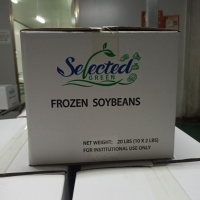 Selected
GREEN
FROZEN SOYBEANS
NET WEIGHT: 20 LBS (10 X 2 LBS)
FOR INSTITUTIONAL USE ONLY